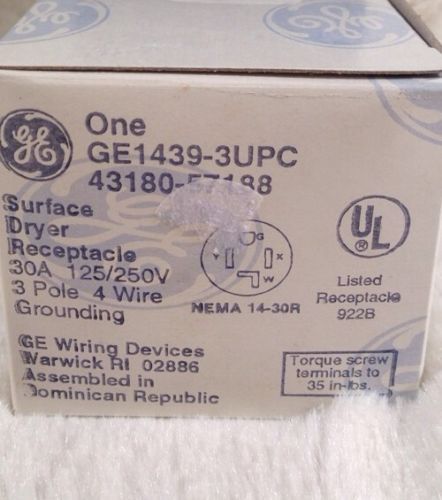 GE
One
GE1439-3UPC
43180-57188
Surface
Dryer
Receptacle
30A 125/250V
3 Pole 4 Wire
Grounding
G
Y X
W
NEMA 14-30R
UL
®
Listed
Receptacle
922B
GE Wiring Devices
Warwick RI 02886
Assembled in
Dominican Republic
Torque screw
terminals to
35 in-lbs.